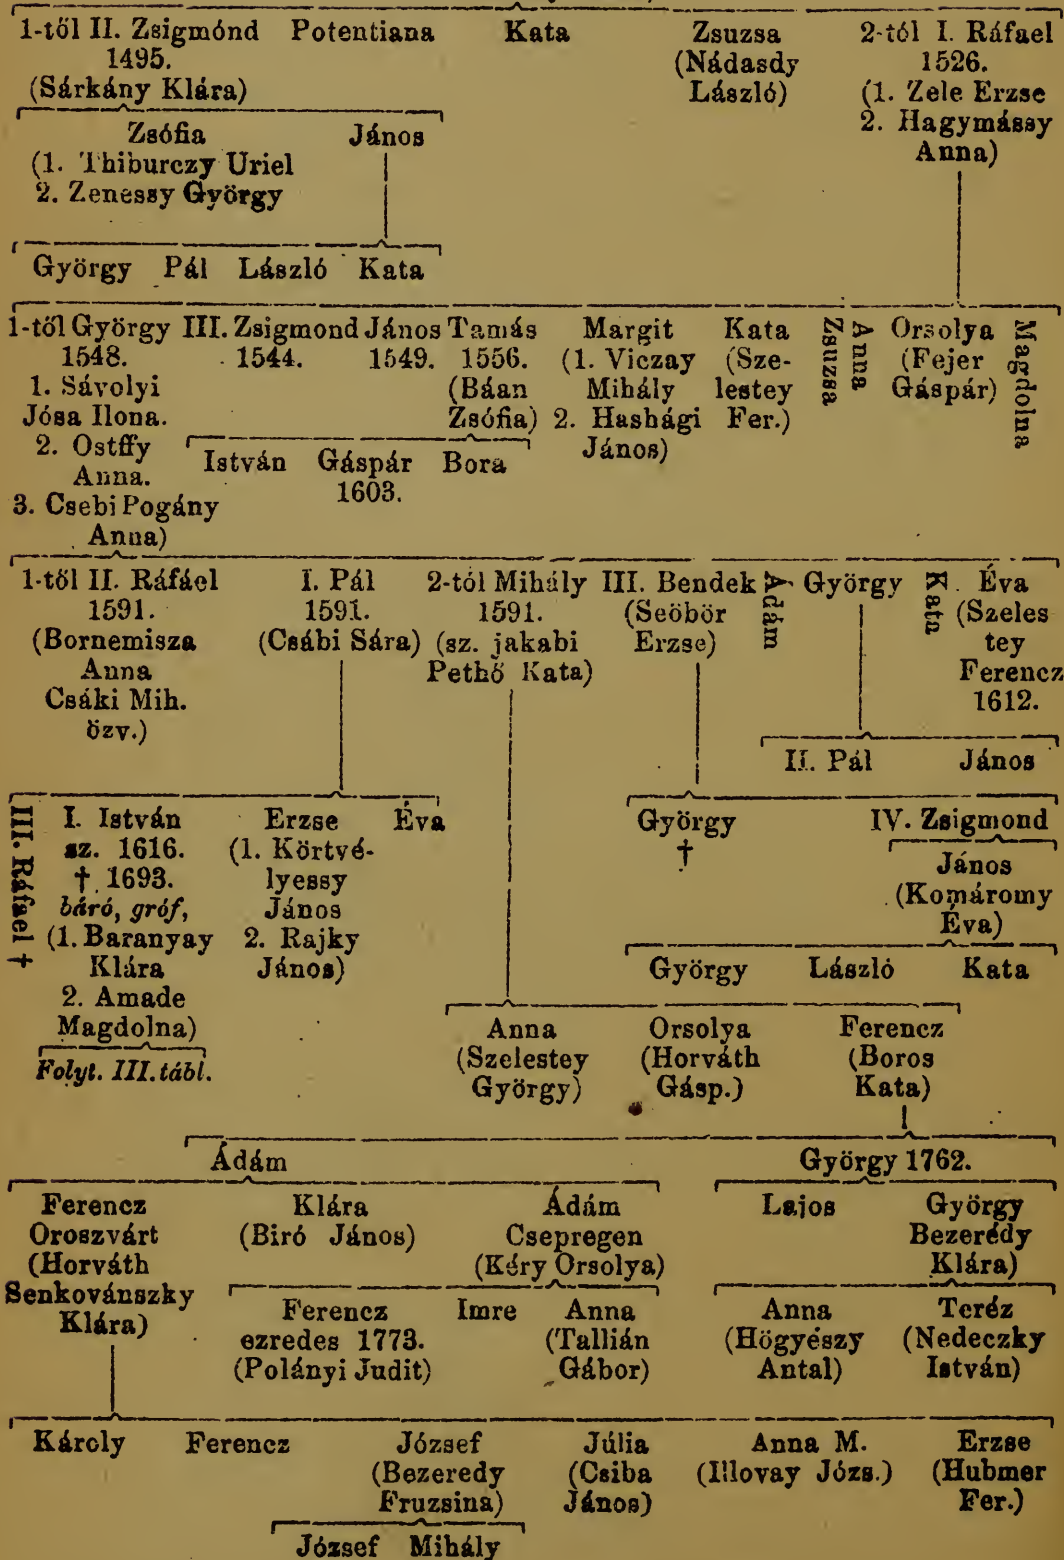 1-től II. Zsigmónd Potentiana Kata Zsuzsa 2-tól I. Ráfael
1495. (Nádasdy 1526.
(Sárkány Klára) László) (1. Zele Erzse
Zsófia János 2. Hagymássy
(1. Thiburczy Uriel Anna)
2. Zenessy György
György Pál László Kata
1-től György III. Zsigmond János Tamás Margit Kata Zsuzsa Anna Orsolya Magdolna
1548. 1544. 1549. 1556. (1. Viczay (Sze- (Fejer
1. Sávolyi (Báan Mihály lestey Gáspár)
Jósa Ilona. Zsófia) 2. Hashági Fer.)
2. Ostffy István Gáspár Bora János)
Anna. 1603.
3. Csebi Pogány
Anna)
1-től II. Ráfáel I. Pál 2-tól Mihály III. Bendek Ádám György Kata Éva
1591. 1591. 1591. (Seöbör (Szeles
(Bornemisza (Csábi Sára) (sz. jakabi Erzse) tey
Anna Pethő Kata) Ferencz
Csáki Mih. 1612.
özv.)
II. Pál János
III. Ráfael † I. István Erzse Éva György IV. Zsigmond
sz. 1616. (1. Körtvé- †
† 1693. lyessy János
báró, gróf, János (Komáromy
(1. Baranyay 2. Rajky Éva)
Klára János) György László Kata
2. Amade
Magdolna) Anna Orsolya Ferencz
Folyt. III. tábl. (Szelestey (Horváth (Boros
György) Gásp.) Kata)
Ádám György 1762.
Ferencz Klára Ádám Lajos György
Oroszvárt (Biró János) Csepregen Bezerédy
(Horváth (Kéry Orsolya) Klára)
Senkovánszky Ferencz Imre Anna Anna Teréz
Klára) ezredes 1773. (Tallián (Högyészy (Nedeczky
(Polányi Judit) Gábor) Antal) István)
Károly Ferencz József Júlia Anna M. Erzse
(Bezeredy (Csiba (Illovay Józs.) (Hubmer
Fruzsina) János) Fer.)
József Mihály